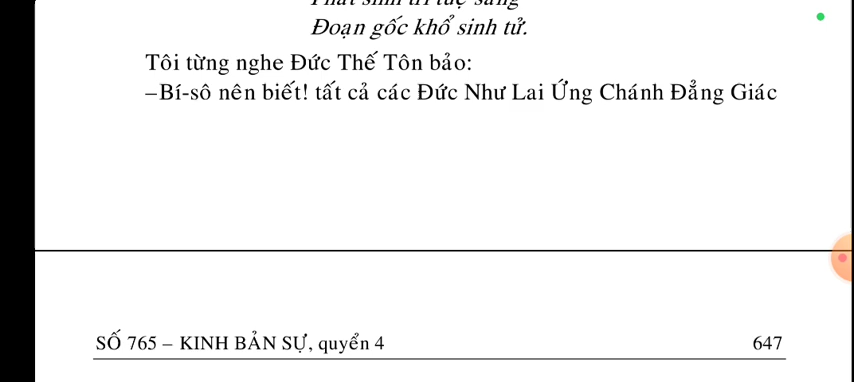 Đoạn gốc khổ sinh tử.
Tôi từng nghe Đức Thế Tôn bảo:
–Bí-sô nên biết! tất cả các Đức Như Lai Ứng Chánh Đẳng Giác
SỐ 765 – KINH BẢN SỰ, quyển 4 647